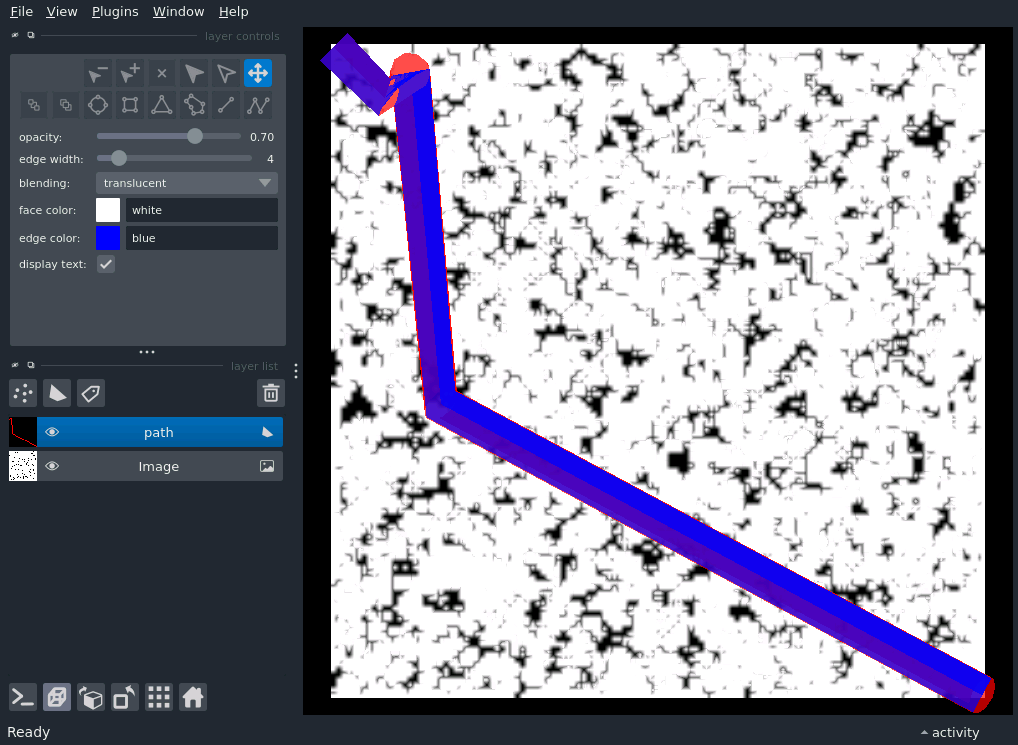 File View Plugins Window Help
layer controls
opacity: 0.70
edge width: 4
blending: translucent
face color: white
edge color: blue
display text:
layer list
path
Image
Ready
activity